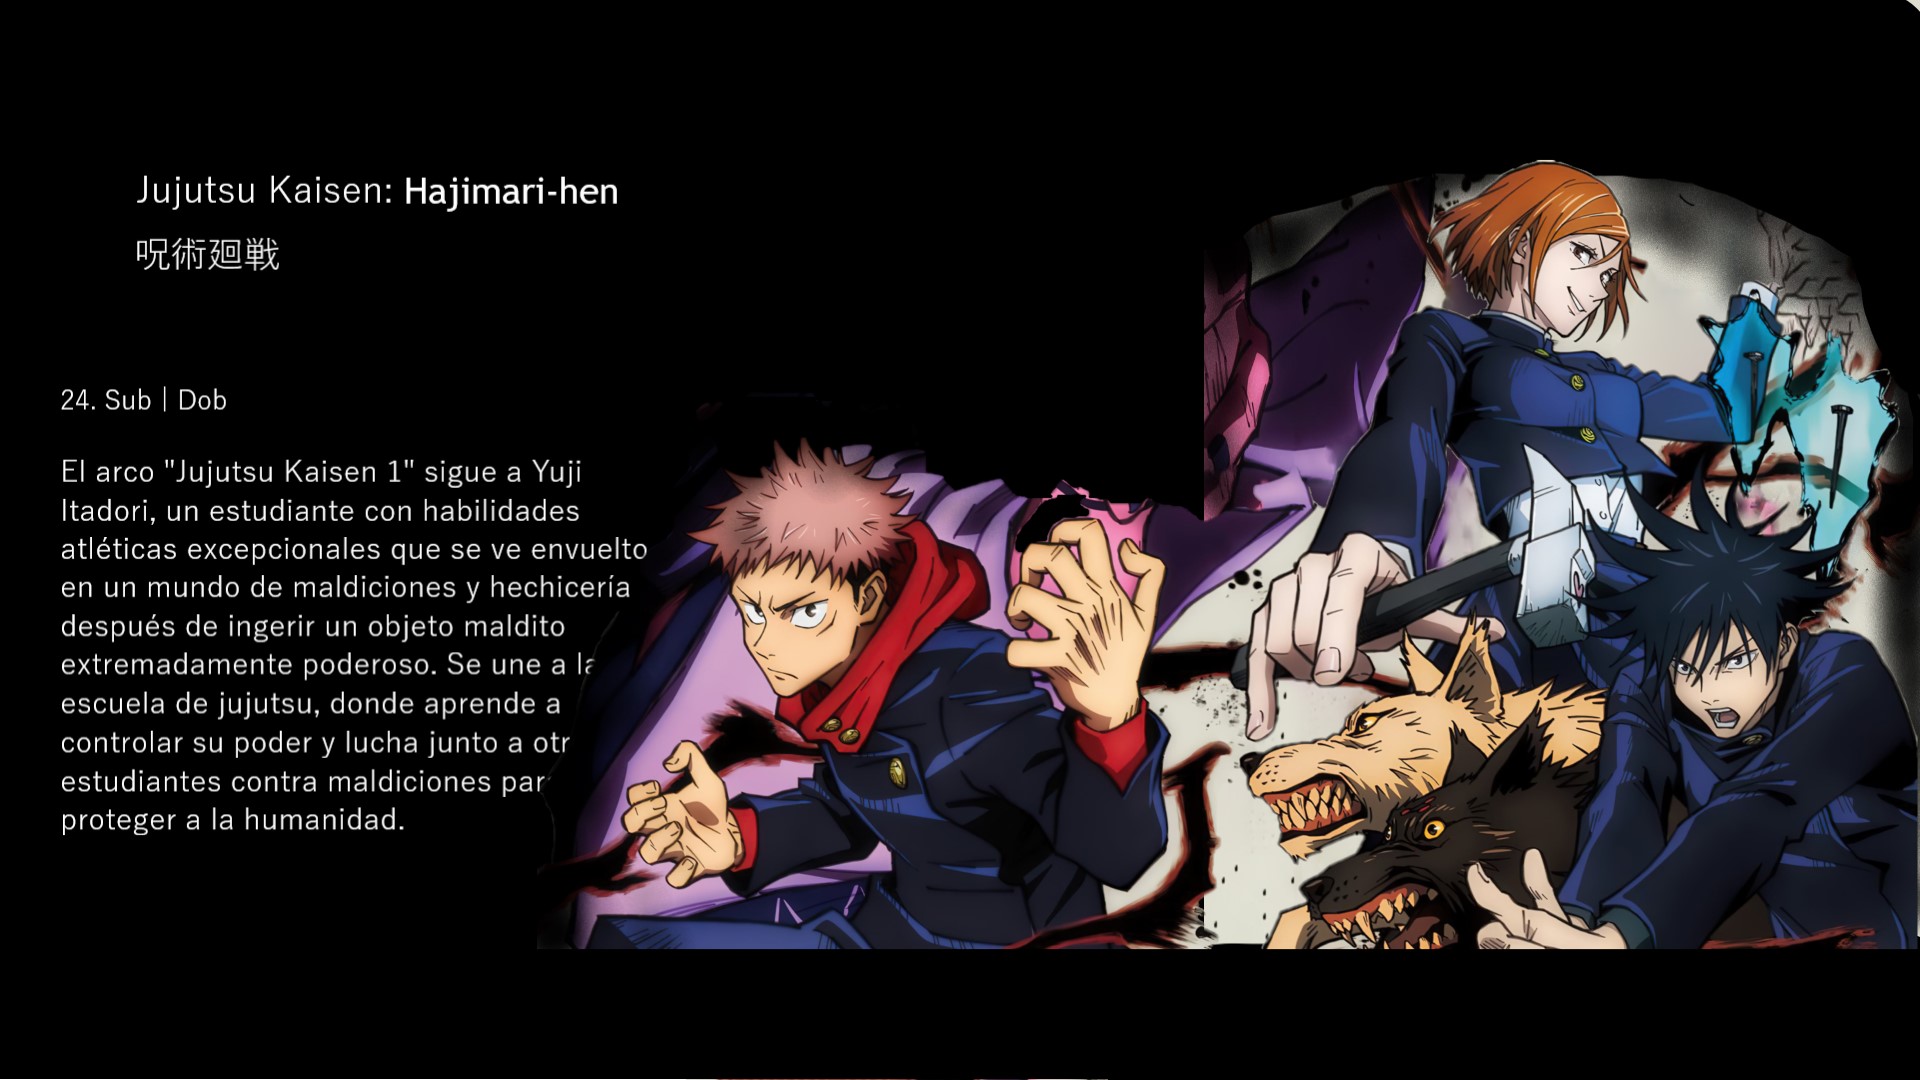 Jujutsu Kaisen: Hajimari-hen
呪術廻戦
24. Sub | Dob
El arco "Jujutsu Kaisen 1" sigue a Yuji
Itadori, un estudiante con habilidades
atléticas excepcionales que se ve envuelto
en un mundo de maldiciones y hechicería
después de ingerir un objeto maldito
extremadamente poderoso. Se une a la
escuela de jujutsu, donde aprende a
controlar su poder y lucha junto a otr
estudiantes contra maldiciones par
proteger a la humanidad.